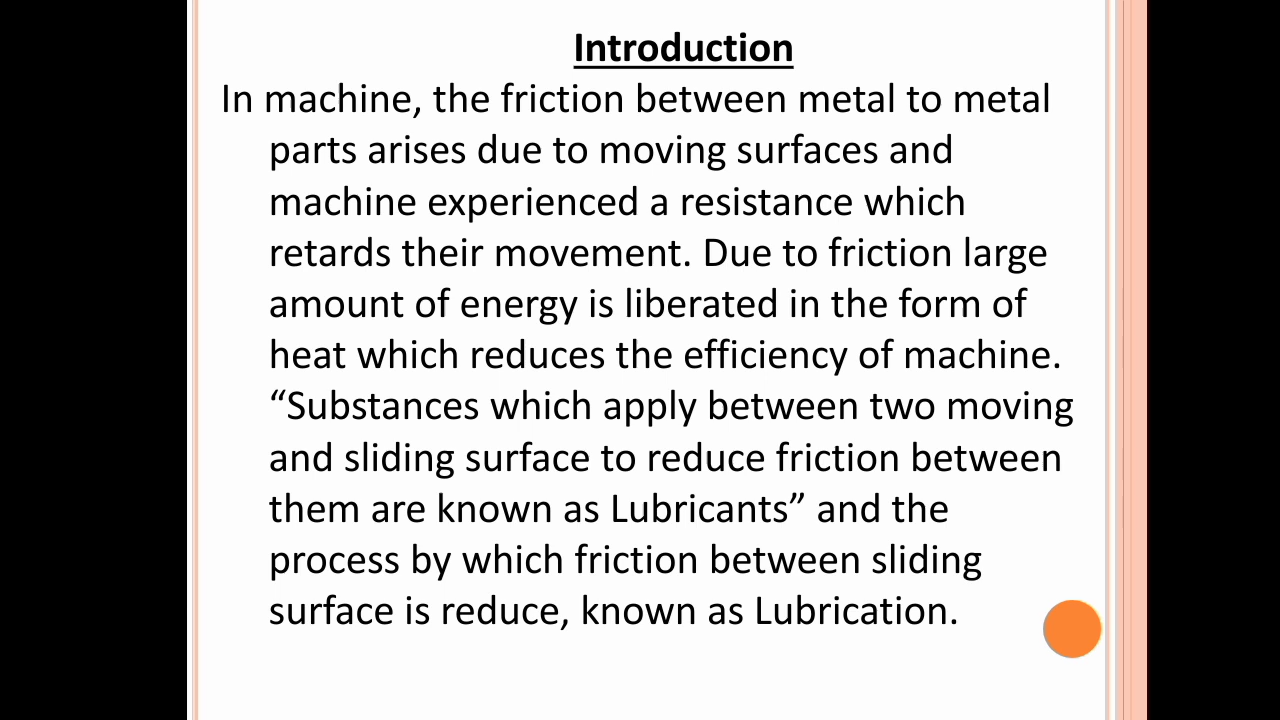 Introduction
In machine, the friction between metal to metal
parts arises due to moving surfaces and
machine experienced a resistance which
retards their movement. Due to friction large
amount of energy is liberated in the form of
heat which reduces the efficiency of machine.
“Substances which apply between two moving
and sliding surface to reduce friction between
them are known as Lubricants” and the
process by which friction between sliding
surface is reduce, known as Lubrication.